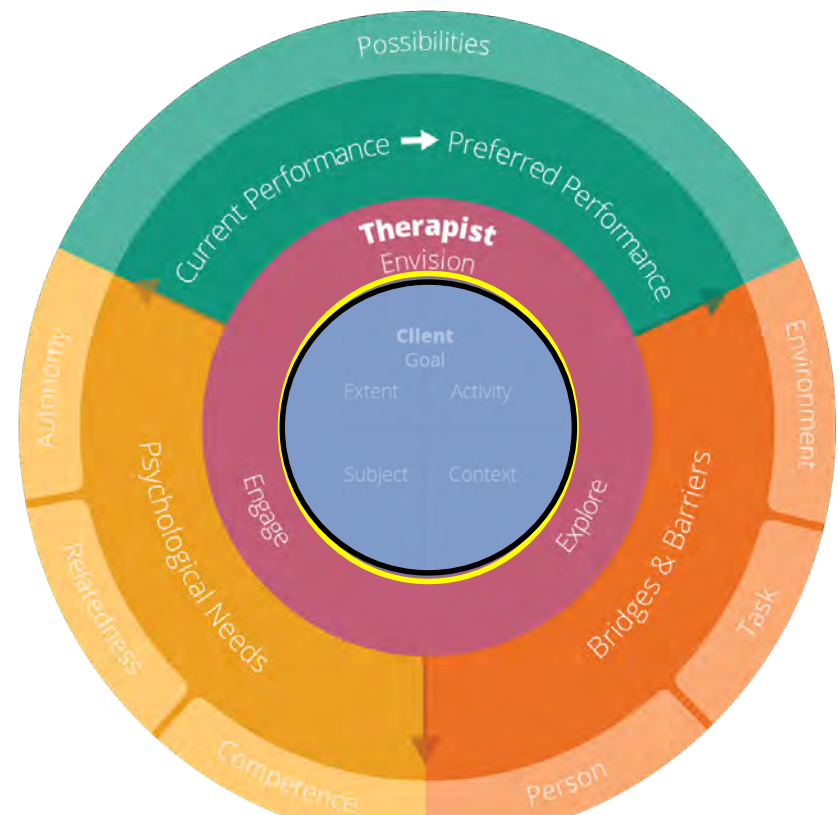 Possibilities
Current Performance → Preferred Performance
Therapist
Envision
Client
Goal
Extent
Activity
Subject
Context
Engage
Explore
Autonomy
Environment
Psychological Needs
Bridges & Barriers
Relatedness
Task
Competence
Person